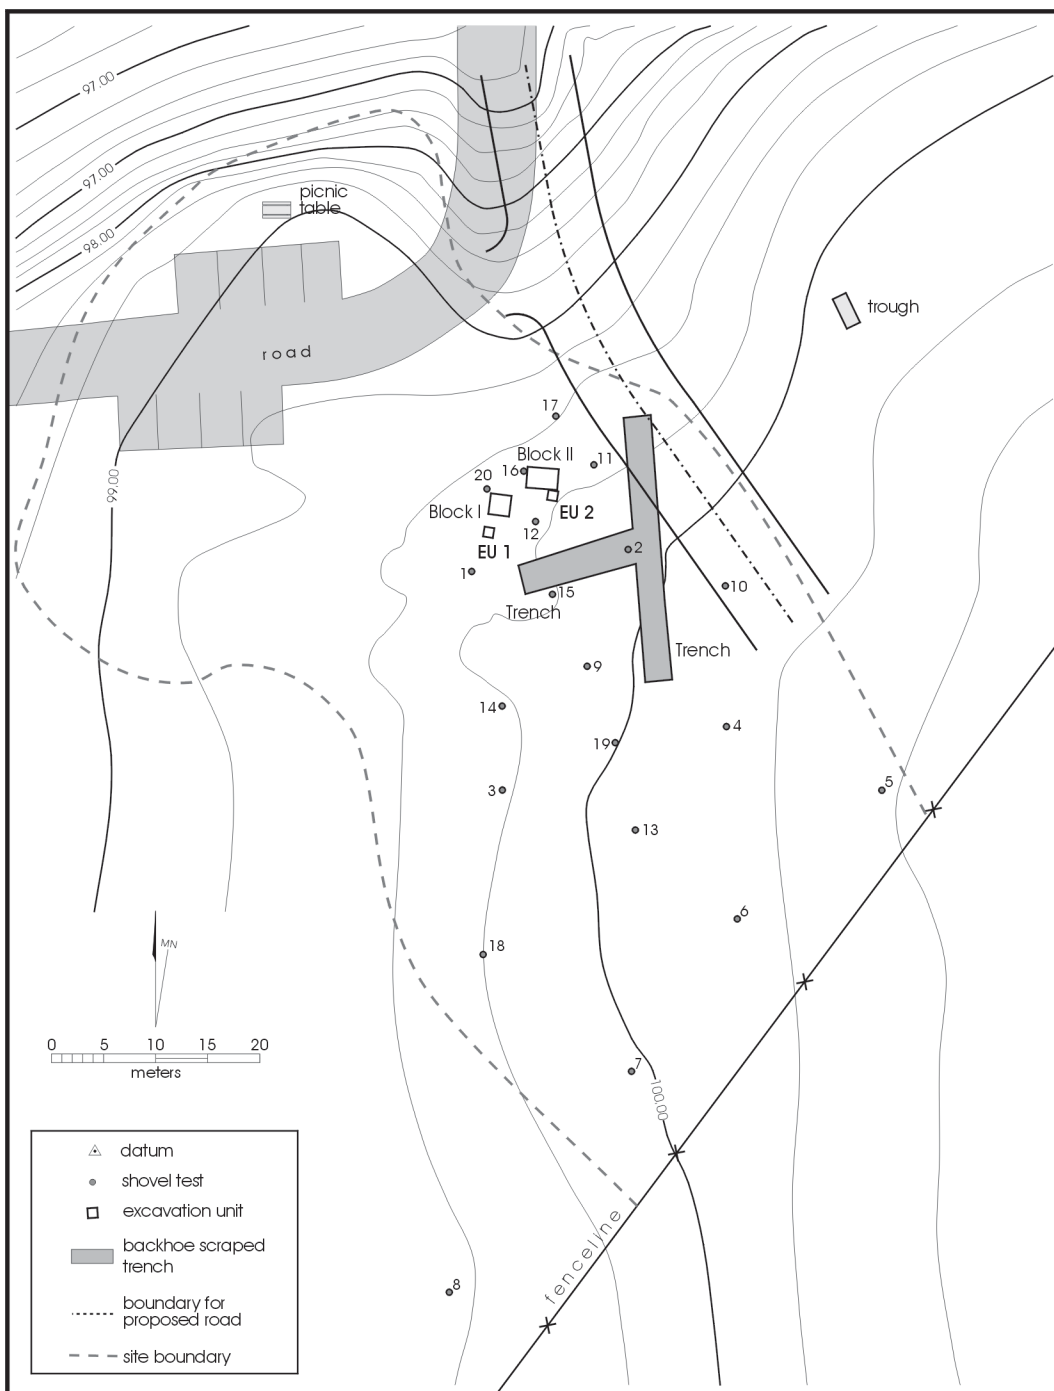 97.00
97.00
98.00
picnic
table
trough
road
99.00
17
Block II
16
11
20
Block I
EU 2
12
EU 1
1
2
15
10
Trench
Trench
9
14
4
19
3
5
13
6
18
MN
0 5 10 15 20
meters
7
100.00
fenceline
8
datum
shovel test
excavation unit
backhoe scraped
trench
boundary for
proposed road
site boundary